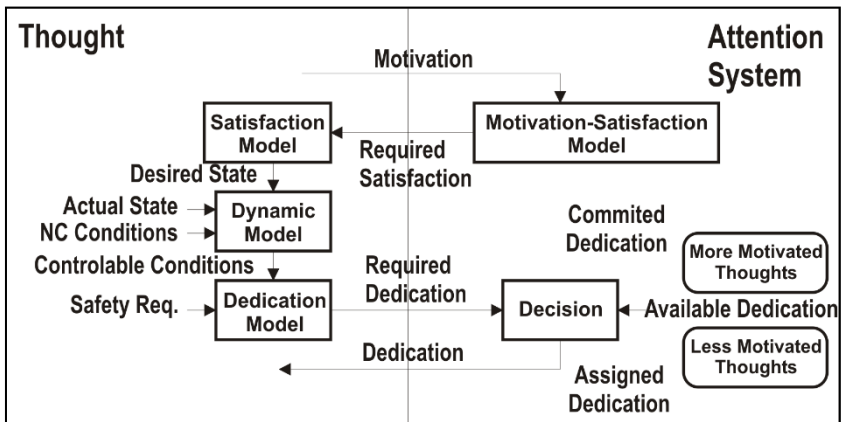 Thought
Attention
System
Motivation
Satisfaction
Model
Motivation-Satisfaction
Model
Required
Satisfaction
Desired State
Actual State
NC Conditions
Dynamic
Model
Commited
Dedication
Controlable Conditions
Required
Dedication
More Motivated
Thoughts
Safety Req.
Dedication
Model
Decision
Available Dedication
Dedication
Less Motivated
Thoughts
Assigned
Dedication